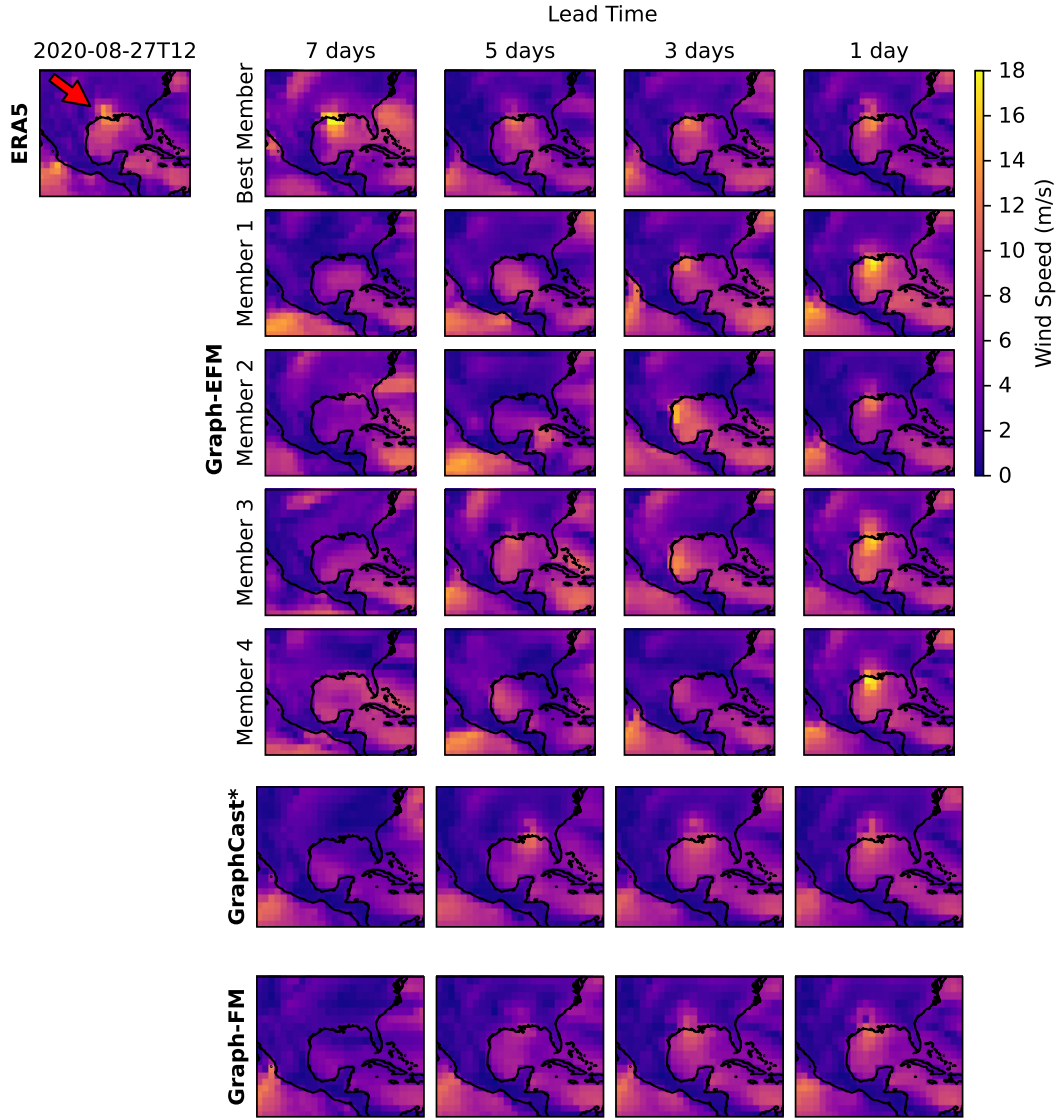 Lead Time
2020-08-27T12
7 days
5 days
3 days
1 day
ERA5
Graph-EFM
Best Member
Member 1
Member 2
Member 3
Member 4
GraphCast*
Graph-FM
18
16
14
12
10
8
6
4
2
0
Wind Speed (m/s)